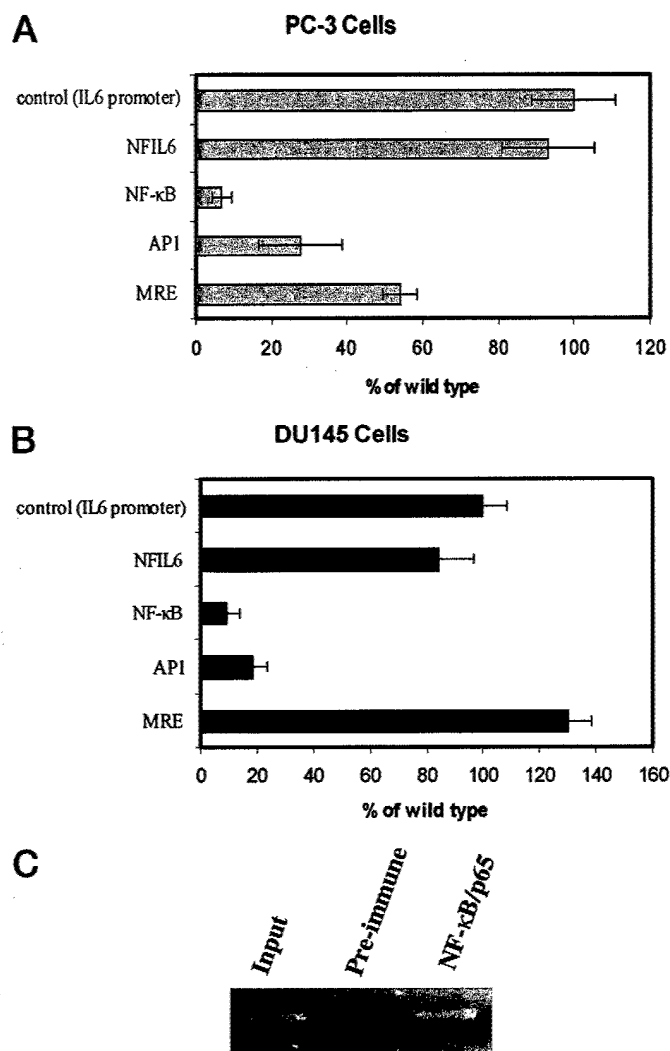 A
PC-3 Cells
control (IL6 promoter)
NFIL6
NF-κB
AP1
MRE
0 20 40 60 80 100 120
% of wild type
B
DU145 Cells
control (IL6 promoter)
NFIL6
NF-κB
AP1
MRE
0 20 40 60 80 100 120 140 160
% of wild type
C
Input
Pre-immune
NF-κB/p65